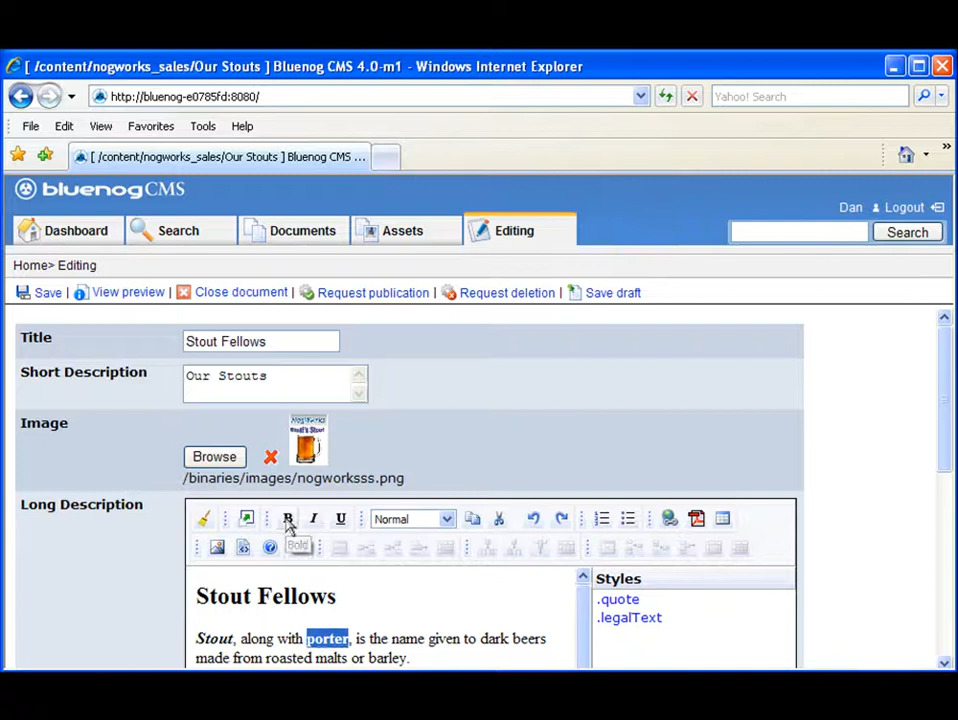 [ /content/nogworks_sales/Our Stouts ] Bluenog CMS 4.0-m1 - Windows Internet Explorer
http://bluenog-e0785fd:8080/
Yahoo! Search
File Edit View Favorites Tools Help
[ /content/nogworks_sales/Our Stouts ] Bluenog CMS ...
bluenogCMS
Dan Logout
Dashboard Search Documents Assets Editing
Search
Home> Editing
Save | View preview | Close document | Request publication | Request deletion | Save draft
Title
Stout Fellows
Short Description
Our Stouts
Image
NogWorks
Browse
/binaries/images/nogworksss.png
Long Description
B I U Normal
Bold
Stout Fellows
Styles
.quote
.legalText
Stout, along with porter, is the name given to dark beers
made from roasted malts or barley.